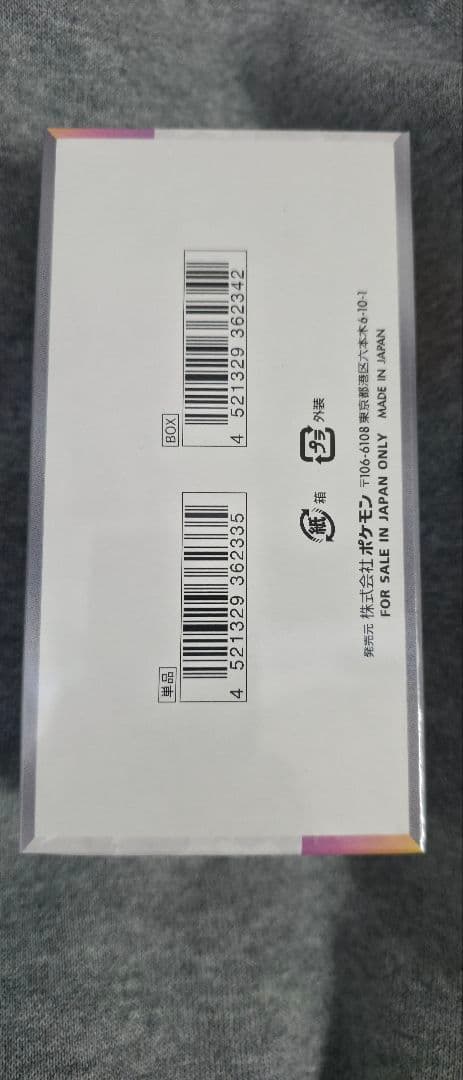 単品
4 521329 362335
BOX
4 521329 362342
紙 箱
プラ 外装
発売元 株式会社 ポケモン 〒106-6108 東京都港区六本木6-10-1
FOR SALE IN JAPAN ONLY MADE IN JAPAN